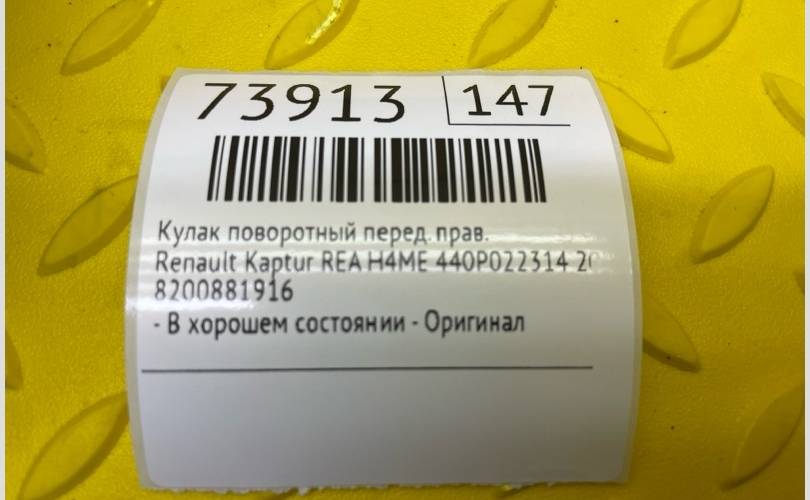 73913 147
Кулак поворотный перед. прав.
Renault Kaptur REA H4ME 440P022314
8200881916
- В хорошем состоянии - Оригинал